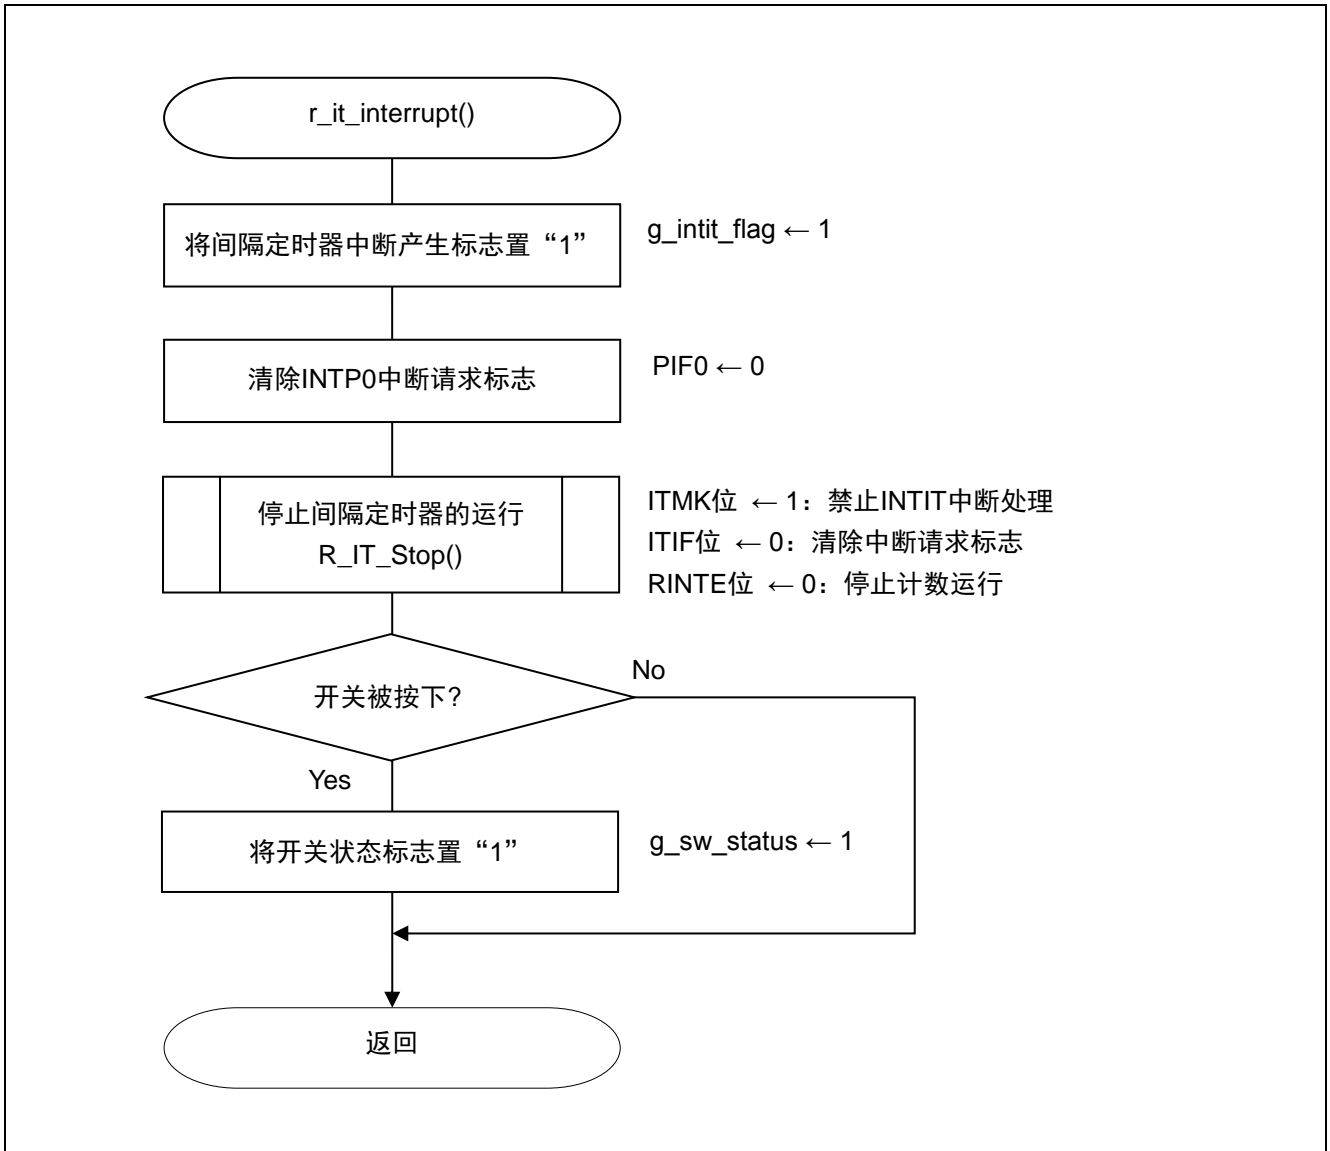 r_it_interrupt()
将间隔定时器中断产生标志置“1”
g_intit_flag ← 1
清除INTP0中断请求标志
PIF0 ← 0
停止间隔定时器的运行
R_IT_Stop()
ITMK位 ← 1：禁止INTIT中断处理
ITIF位 ← 0：清除中断请求标志
RINTE位 ← 0：停止计数运行
开关被按下?
No
Yes
将开关状态标志置“1”
g_sw_status ← 1
返回